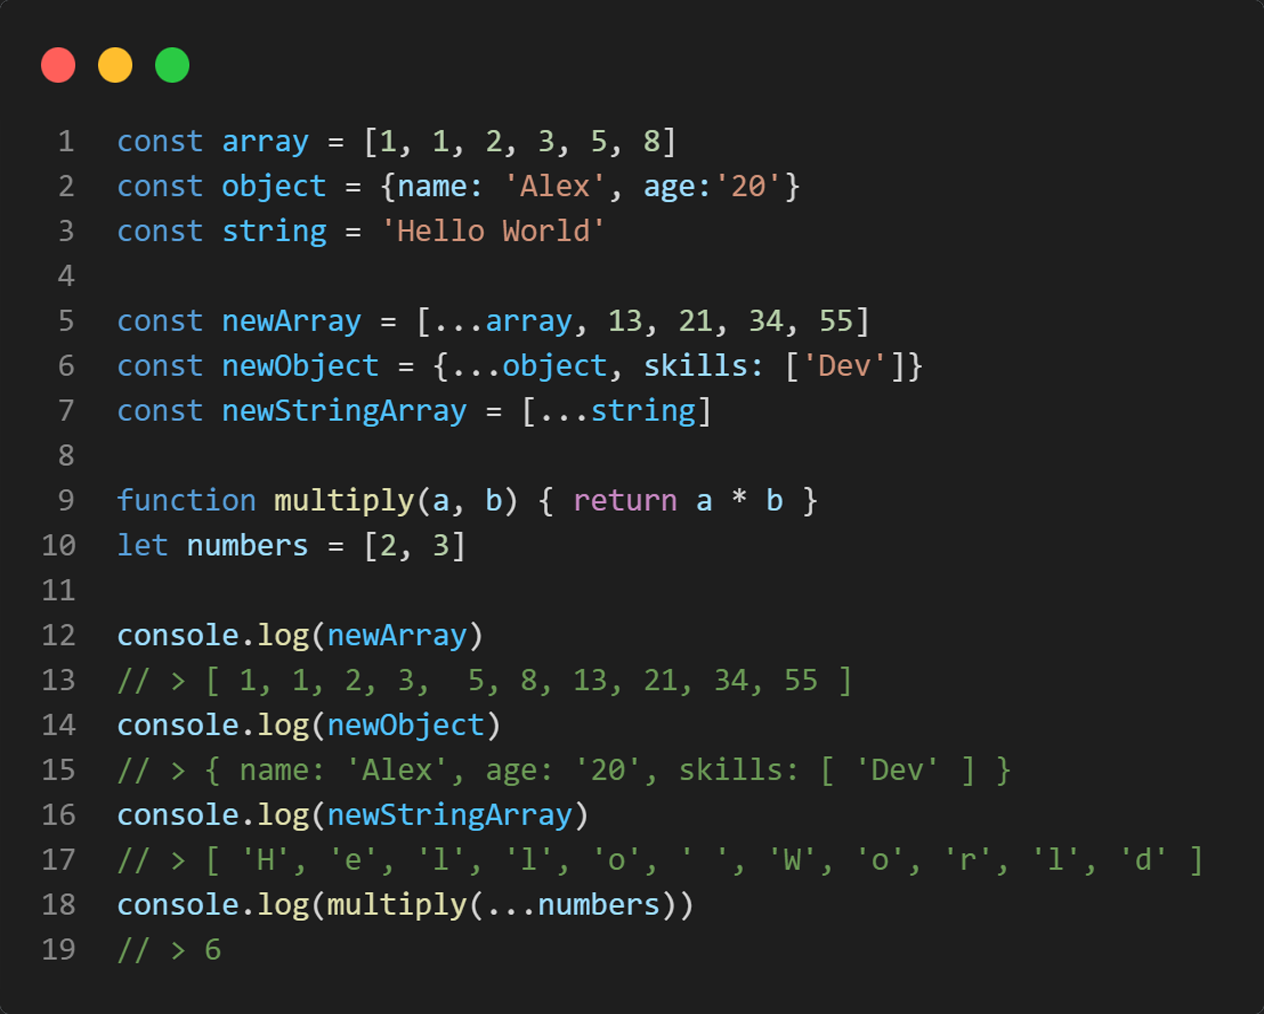 1 const array = [1, 1, 2, 3, 5, 8]
2 const object = {name: 'Alex', age:'20'}
3 const string = 'Hello World'
4
5 const newArray = [...array, 13, 21, 34, 55]
6 const newObject = {...object, skills: ['Dev']}
7 const newStringArray = [...string]
8
9 function multiply(a, b) { return a * b }
10 let numbers = [2, 3]
11
12 console.log(newArray)
13 // > [ 1, 1, 2, 3,  5, 8, 13, 21, 34, 55 ]
14 console.log(newObject)
15 // > { name: 'Alex', age: '20', skills: [ 'Dev' ] }
16 console.log(newStringArray)
17 // > [ 'H', 'e', 'l', 'l', 'o', ' ', 'W', 'o', 'r', 'l', 'd' ]
18 console.log(multiply(...numbers))
19 // > 6